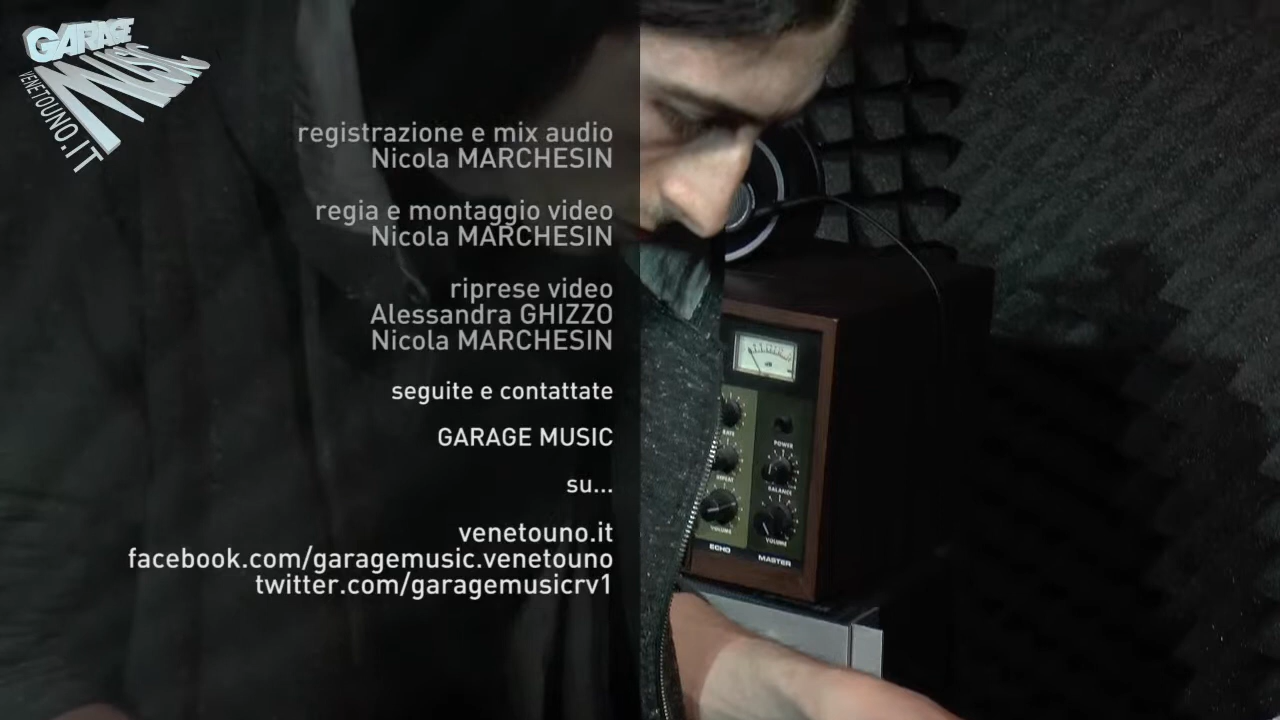 GARAGE
MUSIC
VENETOUNO.IT
registrazione e mix audio
Nicola MARCHESIN
regia e montaggio video
Nicola MARCHESIN
riprese video
Alessandra GHIZZO
Nicola MARCHESIN
seguite e contattate
GARAGE MUSIC
su...
venetouno.it
facebook.com/garagemusic.venetouno
twitter.com/garagemusicrv1
POWER
REPEAT
BALANCE
VOLUME
VOLUME
ECHO
MASTER